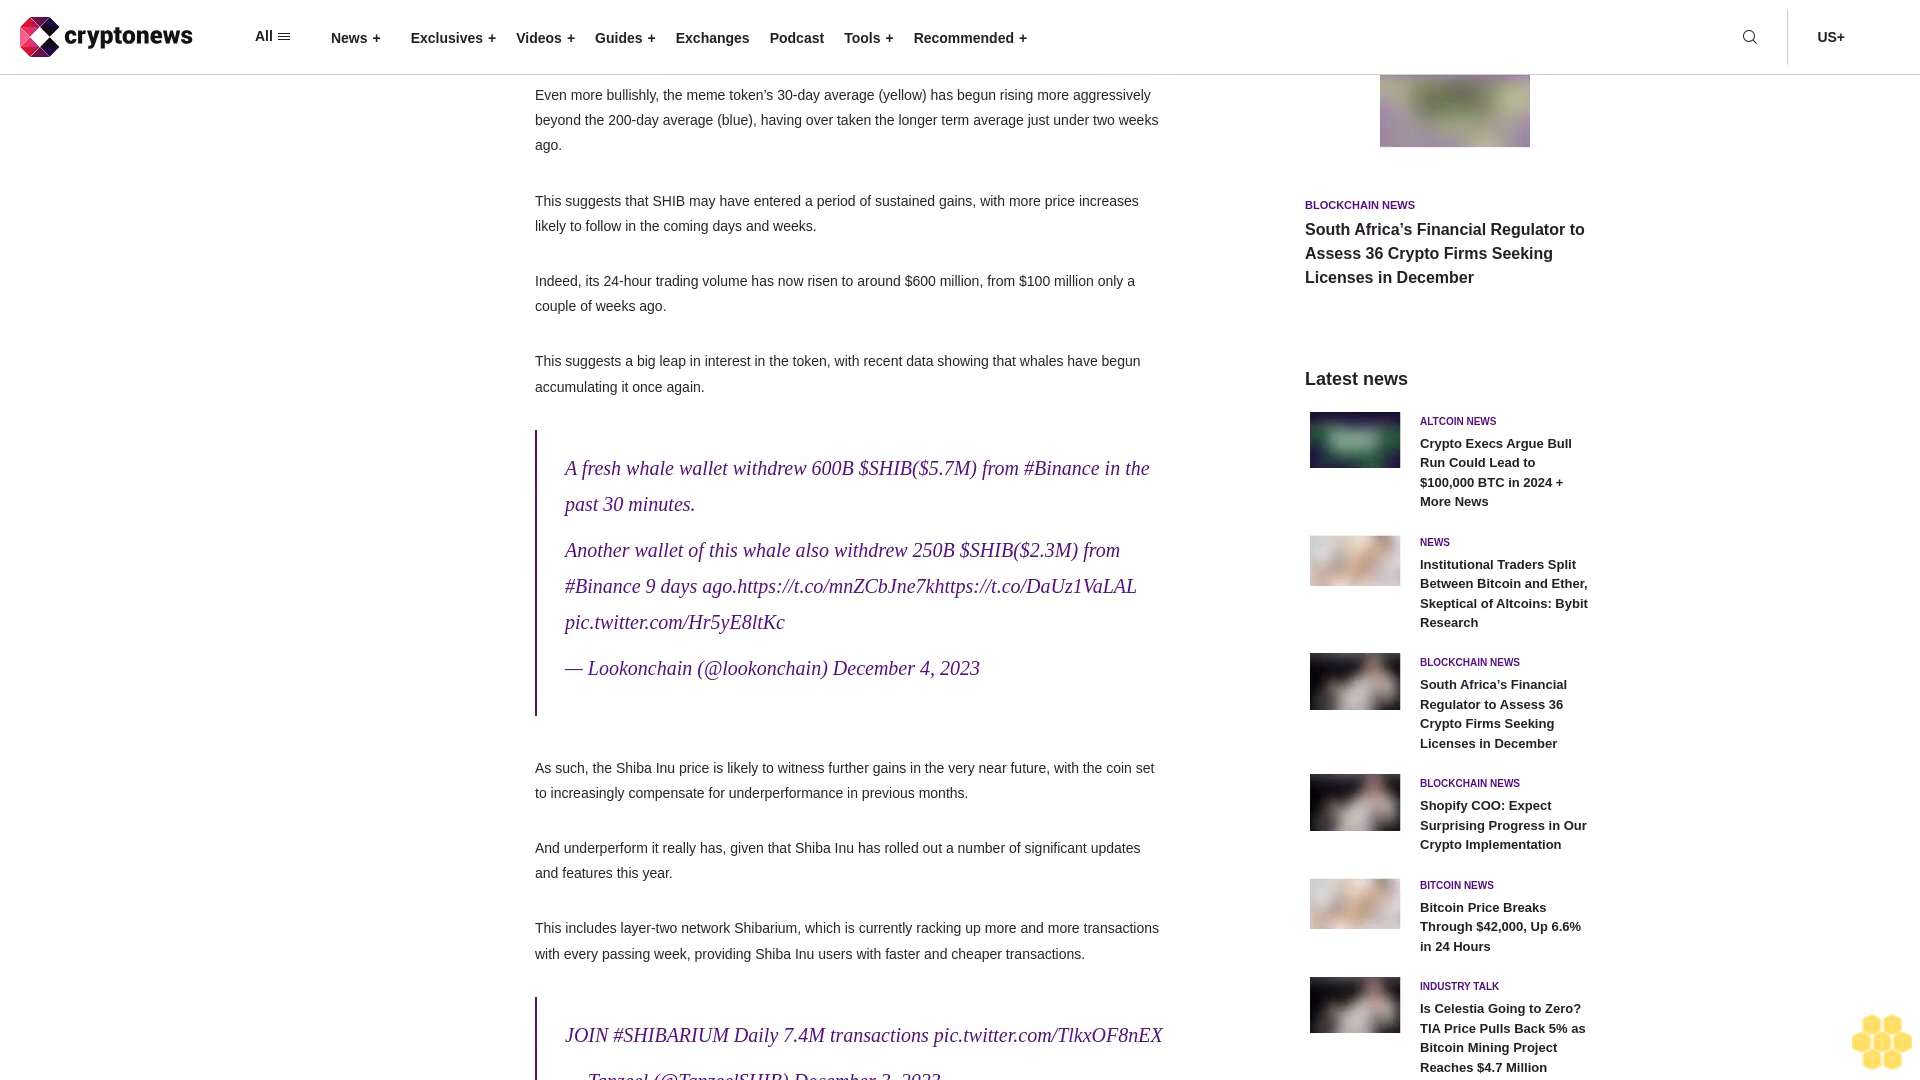 cryptonews
All
News +
Exclusives +
Videos +
Guides +
Exchanges
Podcast
Tools +
Recommended +
US+
Even more bullishly, the meme token's 30-day average (yellow) has begun rising more aggressively
beyond the 200-day average (blue), having over taken the longer term average just under two weeks
ago.
This suggests that SHIB may have entered a period of sustained gains, with more price increases
likely to follow in the coming days and weeks.
Indeed, its 24-hour trading volume has now risen to around $600 million, from $100 million only a
couple of weeks ago.
This suggests a big leap in interest in the token, with recent data showing that whales have begun
accumulating it once again.
A fresh whale wallet withdrew 600B $SHIB($5.7M) from #Binance in the
past 30 minutes.
Another wallet of this whale also withdrew 250B $SHIB($2.3M) from
#Binance 9 days ago.https://t.co/mnZCbJne7khttps://t.co/DaUz1VaLAL
pic.twitter.com/Hr5yE8ltKc
— Lookonchain (@lookonchain) December 4, 2023
As such, the Shiba Inu price is likely to witness further gains in the very near future, with the coin set
to increasingly compensate for underperformance in previous months.
And underperform it really has, given that Shiba Inu has rolled out a number of significant updates
and features this year.
This includes layer-two network Shibarium, which is currently racking up more and more transactions
with every passing week, providing Shiba Inu users with faster and cheaper transactions.
JOIN #SHIBARIUM Daily 7.4M transactions pic.twitter.com/TlkxOF8nEX
— Tanzeel (@TanzeelSHIB) December 3, 2023
BLOCKCHAIN NEWS
South Africa’s Financial Regulator to
Assess 36 Crypto Firms Seeking
Licenses in December
Latest news
ALTCOIN NEWS
Crypto Execs Argue Bull
Run Could Lead to
$100,000 BTC in 2024 +
More News
NEWS
Institutional Traders Split
Between Bitcoin and Ether,
Skeptical of Altcoins: Bybit
Research
BLOCKCHAIN NEWS
South Africa’s Financial
Regulator to Assess 36
Crypto Firms Seeking
Licenses in December
BLOCKCHAIN NEWS
Shopify COO: Expect
Surprising Progress in Our
Crypto Implementation
BITCOIN NEWS
Bitcoin Price Breaks
Through $42,000, Up 6.6%
in 24 Hours
INDUSTRY TALK
Is Celestia Going to Zero?
TIA Price Pulls Back 5% as
Bitcoin Mining Project
Reaches $4.7 Million